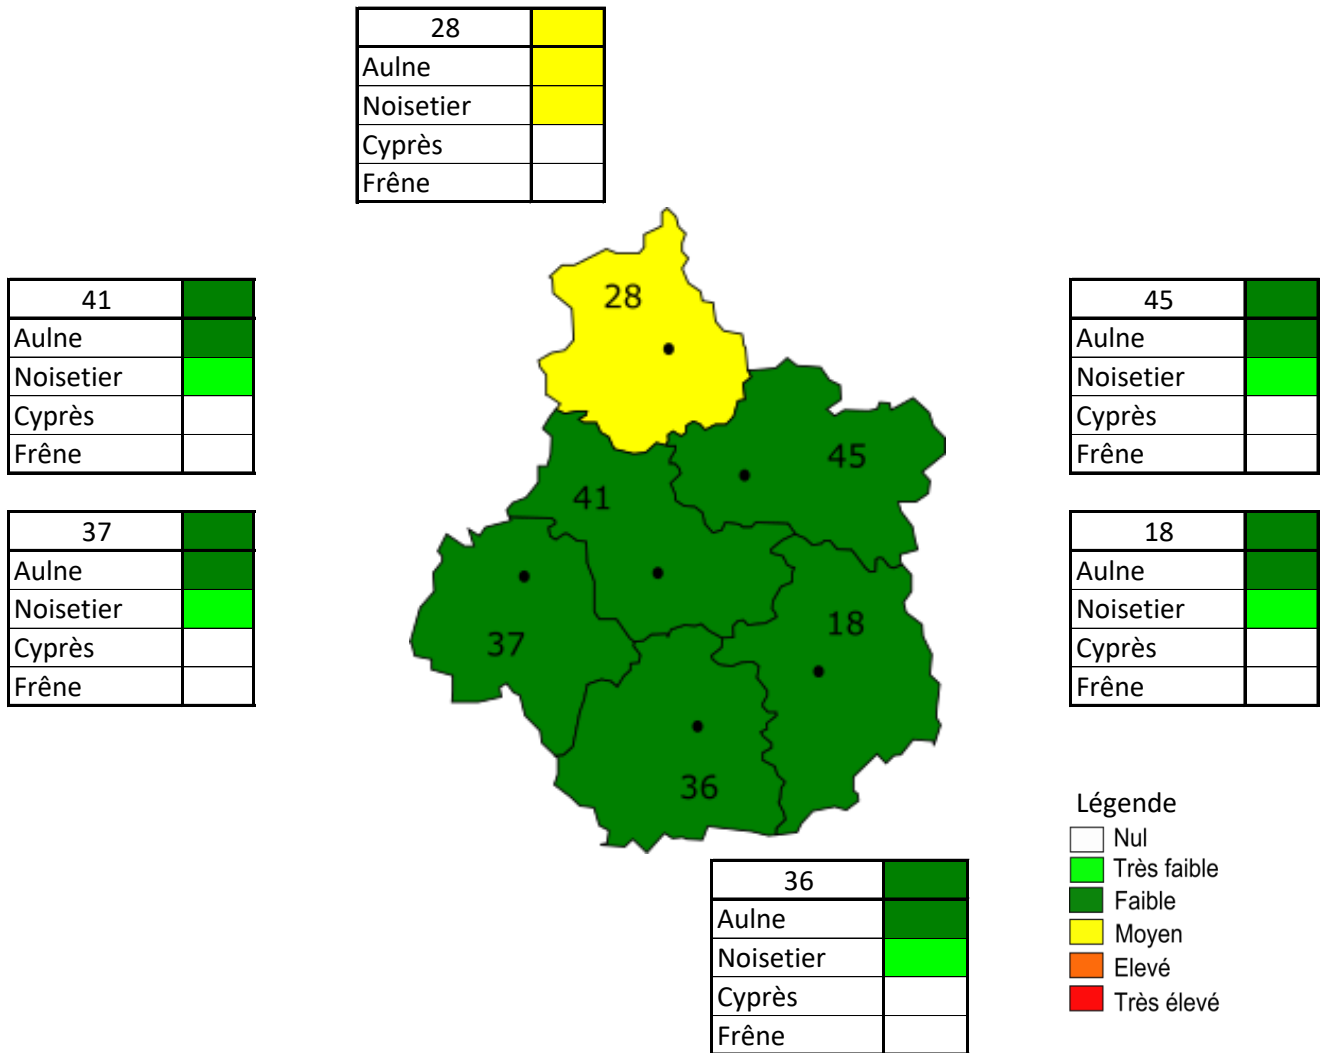 28
Aulne
Noisetier
Cyprès
Frêne
41
Aulne
Noisetier
Cyprès
Frêne
37
Aulne
Noisetier
Cyprès
Frêne
28
45
41
37
18
36
45
Aulne
Noisetier
Cyprès
Frêne
18
Aulne
Noisetier
Cyprès
Frêne
36
Aulne
Noisetier
Cyprès
Frêne
Légende
Nul
Très faible
Faible
Moyen
Elevé
Très élevé